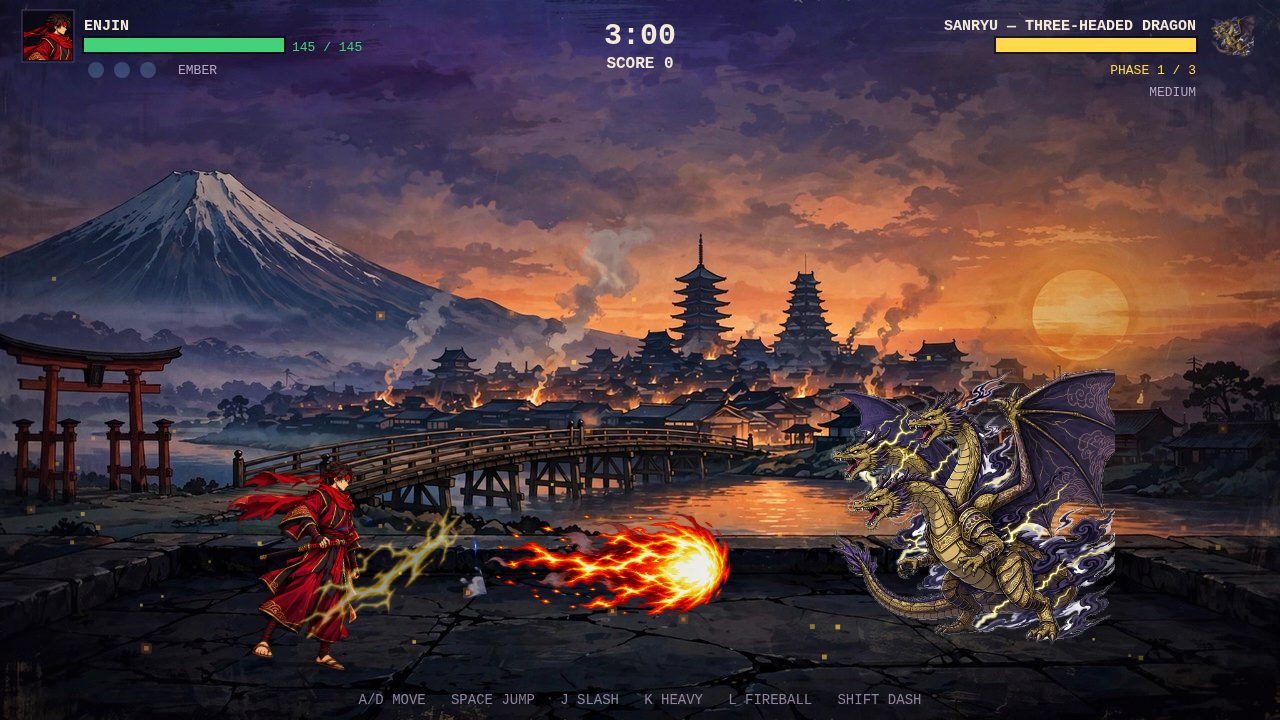 ENJIN
145 / 145
EMBER
3:00
SCORE 0
SANRYU — THREE-HEADED DRAGON
PHASE 1 / 3
MEDIUM
A/D MOVE SPACE JUMP J SLASH K HEAVY L FIREBALL SHIFT DASH